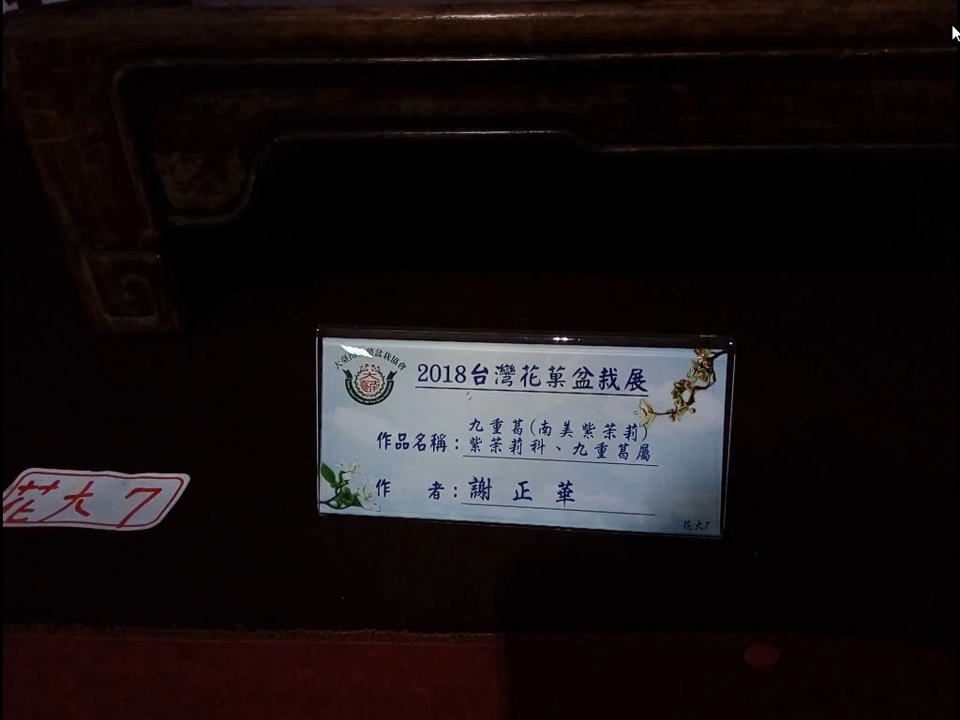 2018台灣花菓盆栽展
作品名稱：九重葛(南美紫茉莉)
紫茉莉科、九重葛屬
作 者：謝正華
花大7
花大7